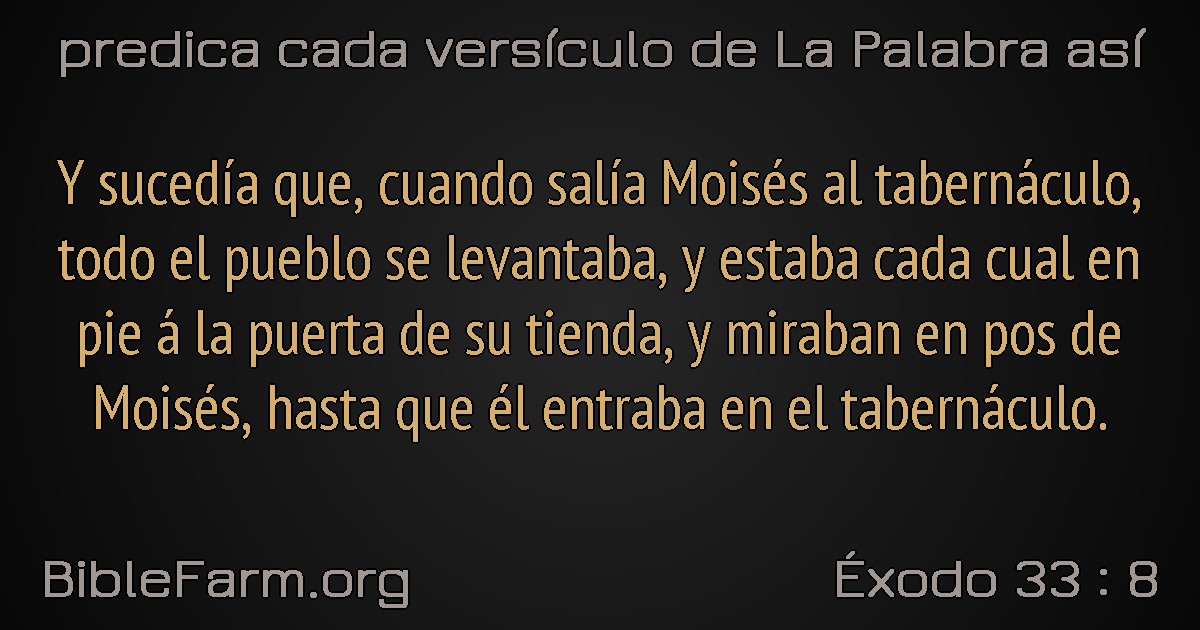 predica cada versículo de La Palabra así
Y sucedía que, cuando salía Moisés al tabernáculo,
todo el pueblo se levantaba, y estaba cada cual en
pie á la puerta de su tienda, y miraban en pos de
Moisés, hasta que él entraba en el tabernáculo.
BibleFarm.org
Éxodo 33 : 8